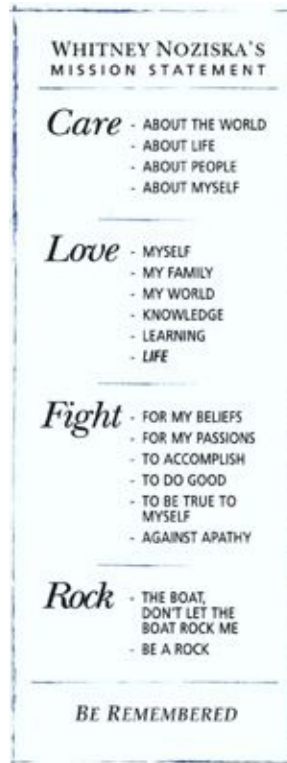 WHITNEY NOZISKA'S
MISSION STATEMENT
Care - ABOUT THE WORLD
- ABOUT LIFE
- ABOUT PEOPLE
- ABOUT MYSELF
Love - MYSELF
- MY FAMILY
- MY WORLD
- KNOWLEDGE
- LEARNING
- LIFE
Fight - FOR MY BELIEFS
- FOR MY PASSIONS
- TO ACCOMPLISH
- TO DO GOOD
- TO BE TRUE TO
MYSELF
- AGAINST APATHY
Rock - THE BOAT,
DON'T LET THE
BOAT ROCK ME
- BE A ROCK
BE REMEMBERED